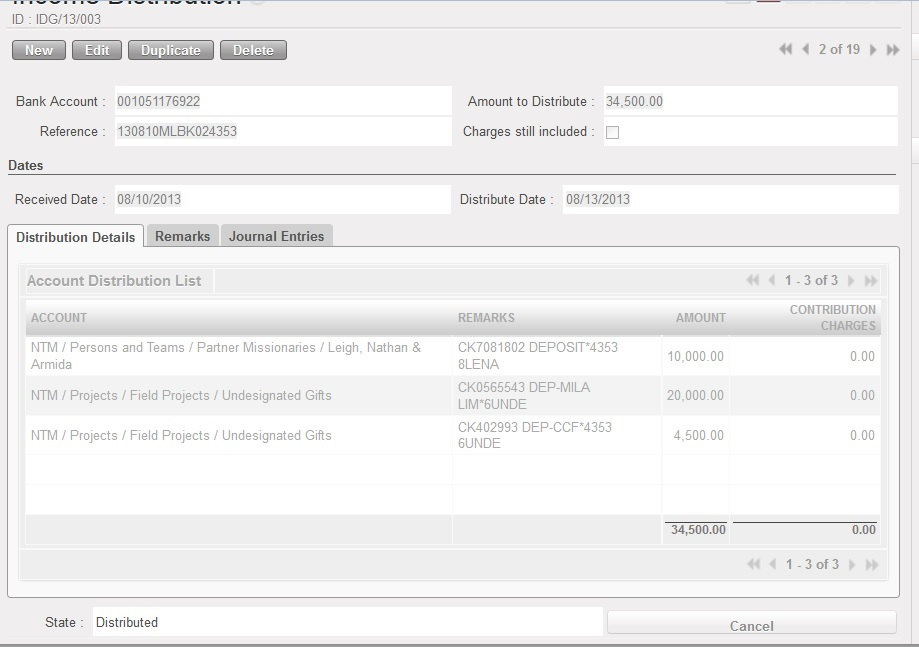 Income Distribution
ID : IDG/13/003
New Edit Duplicate Delete 2 of 19
Bank Account : 001051176922 Amount to Distribute : 34,500.00
Reference : 130810MLBK024353 Charges still included :
Dates
Received Date : 08/10/2013 Distribute Date : 08/13/2013
Distribution Details Remarks Journal Entries
Account Distribution List 1 - 3 of 3
ACCOUNT REMARKS AMOUNT CONTRIBUTION
CHARGES
NTM / Persons and Teams / Partner Missionaries / Leigh, Nathan & CK7081802 DEPOSIT*4353
Armida 8LENA 10,000.00 0.00
NTM / Projects / Field Projects / Undesignated Gifts CK0565543 DEP-MILA 20,000.00 0.00
LIM*6UNDE
NTM / Projects / Field Projects / Undesignated Gifts CK402993 DEP-CCF*4353 4,500.00 0.00
6UNDE
34,500.00 0.00
1 - 3 of 3
State : Distributed Cancel